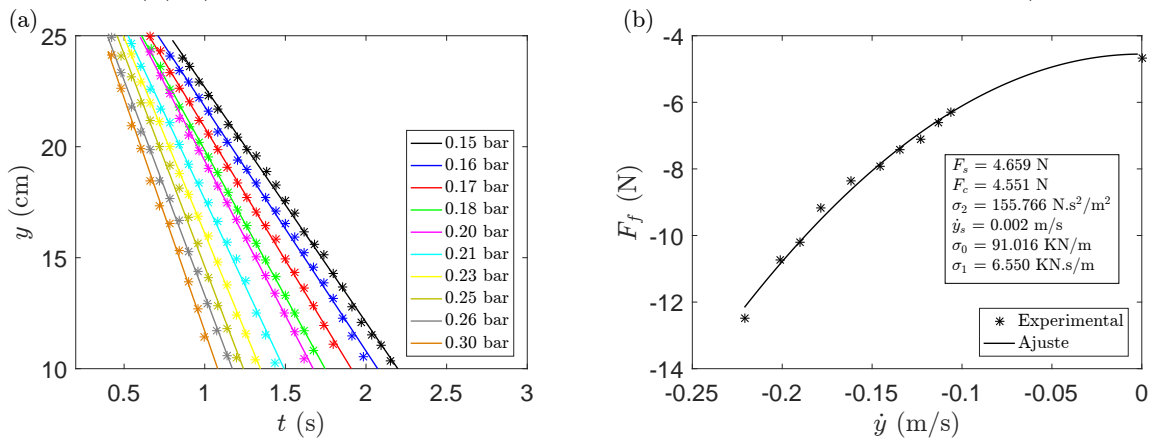 (a)
25
20
15
10
y (cm)
0.5 1 1.5 2 2.5 3
t (s)
0.15 bar
0.16 bar
0.17 bar
0.18 bar
0.20 bar
0.21 bar
0.23 bar
0.25 bar
0.26 bar
0.30 bar
(b)
-4
-6
-8
-10
-12
-14
F_f (N)
-0.25 -0.2 -0.15 -0.1 -0.05 0
ẏ (m/s)
F_s = 4.659 N
F_c = 4.551 N
σ_2 = 155.766 N.s²/m²
ẏ_s = 0.002 m/s
σ_0 = 91.016 KN/m
σ_1 = 6.550 KN.s/m
Experimental
Ajuste